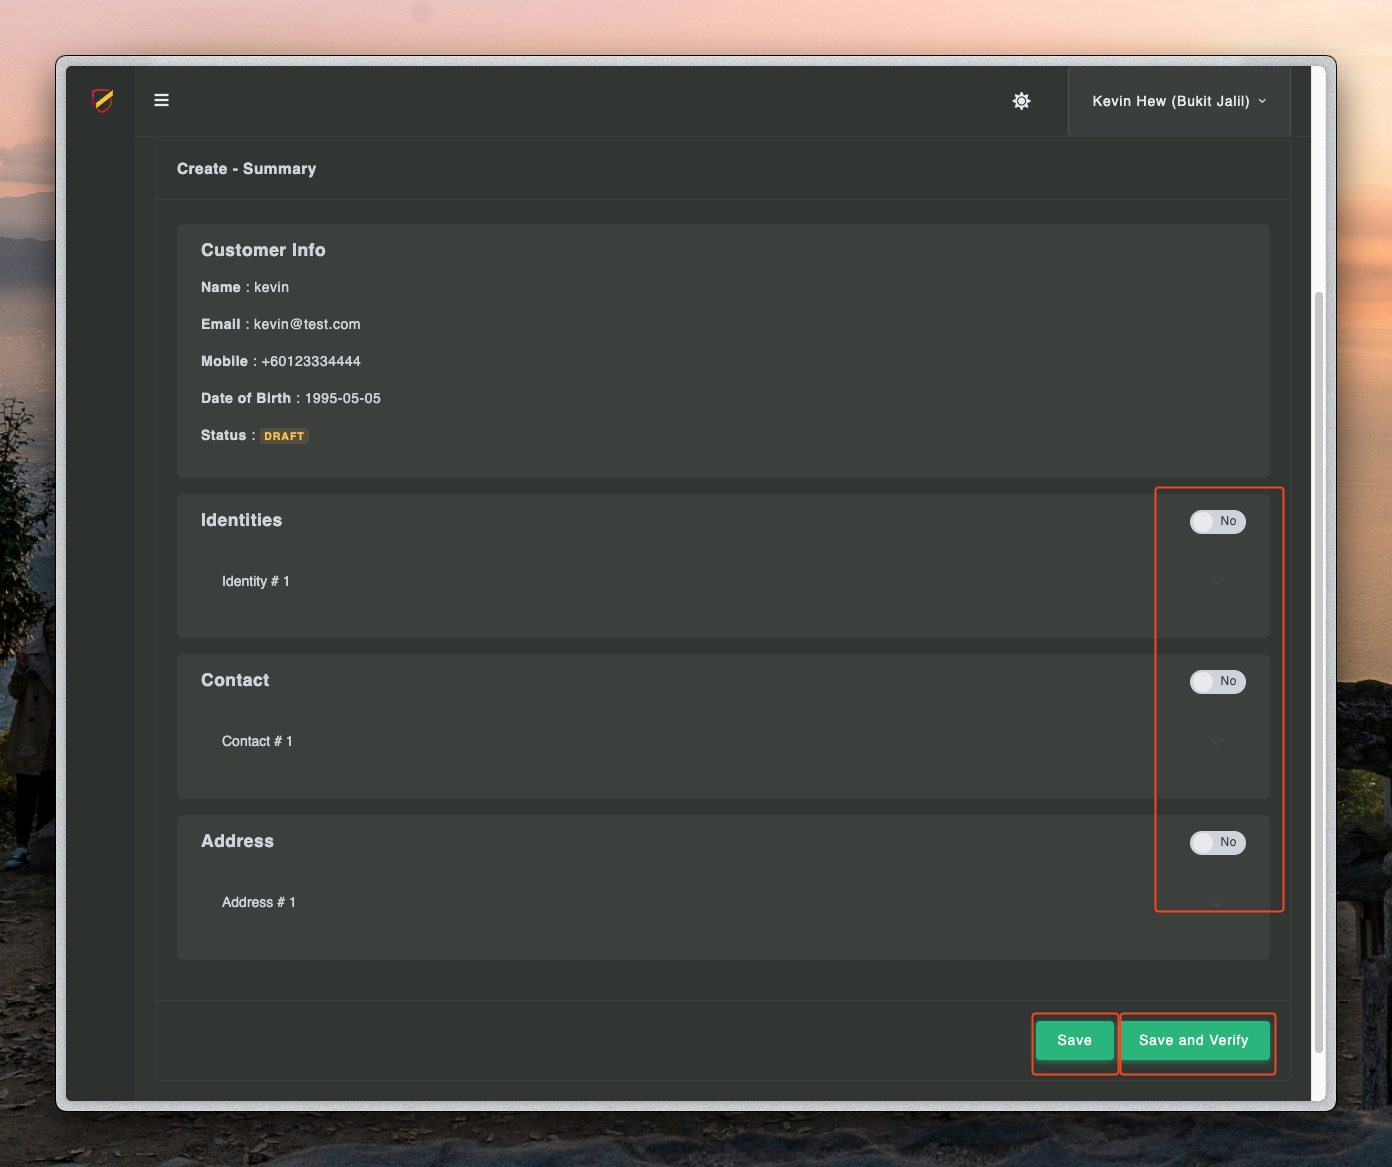 Kevin Hew (Bukit Jalil)
Create - Summary
Customer Info
Name : kevin
Email : kevin@test.com
Mobile : +60123334444
Date of Birth : 1995-05-05
Status : DRAFT
Identities
No
Identity # 1
Contact
No
Contact # 1
Address
No
Address # 1
Save
Save and Verify